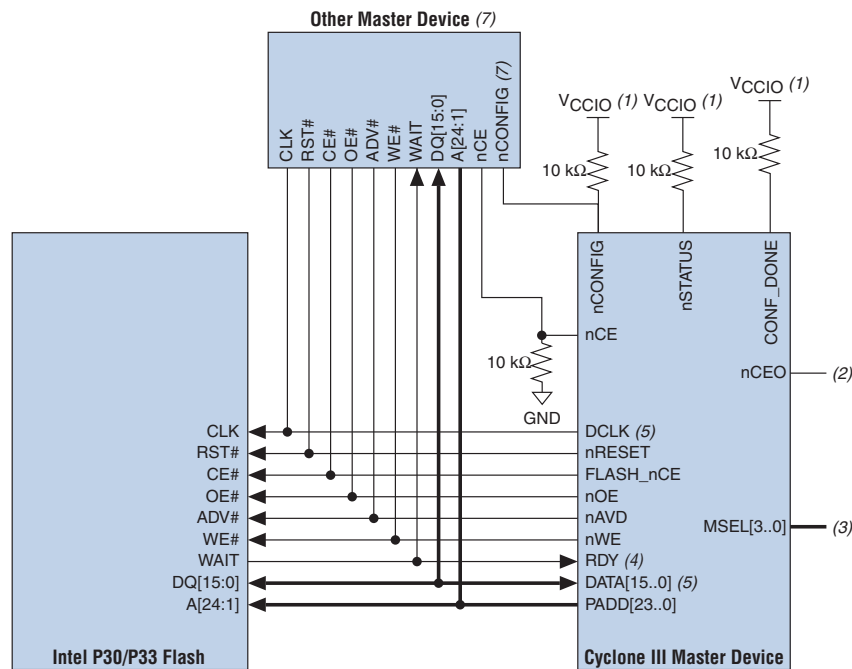 Other Master Device (7)
CLK
RST#
CE#
OE#
ADV#
WE#
WAIT
DQ[15:0]
A[24:1]
nCE
nCONFIG (7)
VCCIO (1)
VCCIO (1)
VCCIO (1)
10 kΩ
10 kΩ
10 kΩ
nCONFIG
nSTATUS
CONF_DONE
nCE
10 kΩ
GND
nCEO
(2)
CLK
DCLK (5)
RST#
nRESET
CE#
FLASH_nCE
OE#
nOE
ADV#
nAVD
MSEL[3..0]
(3)
WE#
nWE
WAIT
RDY (4)
DQ[15:0]
DATA[15..0] (5)
A[24:1]
PADD[23..0]
Intel P30/P33 Flash
Cyclone III Master Device